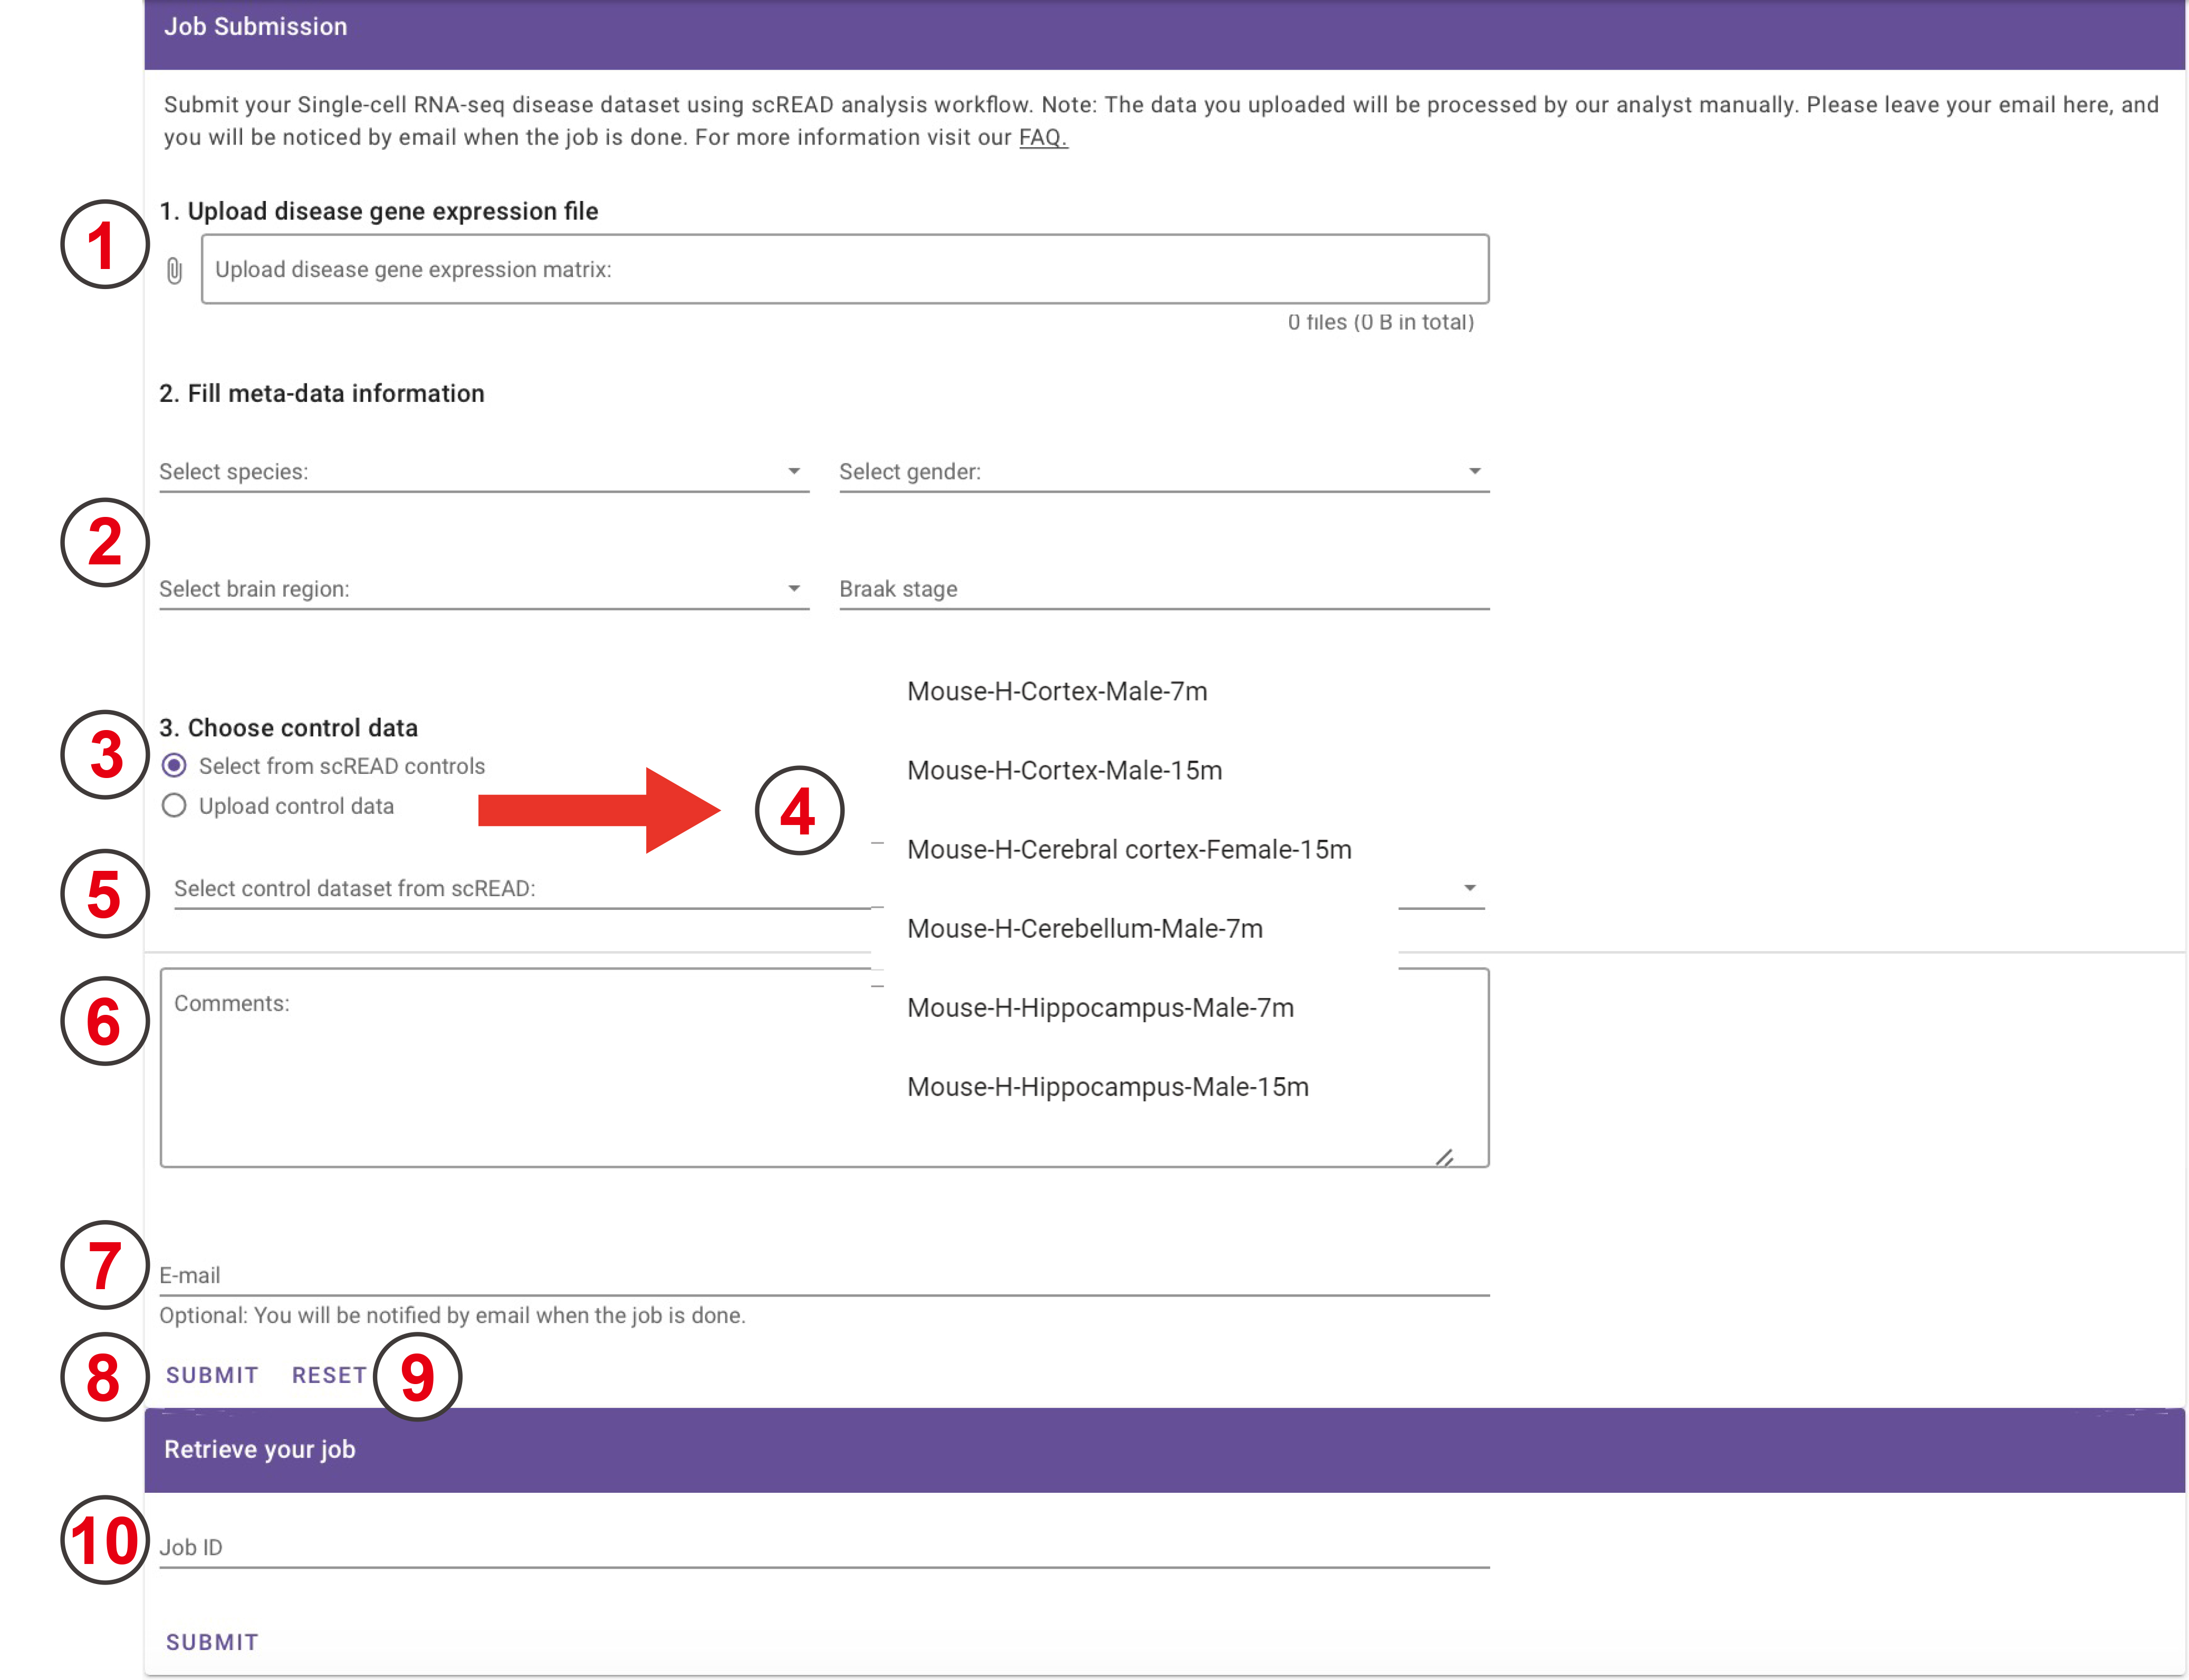 Job Submission
Submit your Single-cell RNA-seq disease dataset using scREAD analysis workflow. Note: The data you uploaded will be processed by our analyst manually. Please leave your email here, and
you will be noticed by email when the job is done. For more information visit our FAQ.
1
1. Upload disease gene expression file
Upload disease gene expression matrix:
0 files (0 B in total)
2. Fill meta-data information
Select species:
Select gender:
2
Select brain region:
Braak stage
3
3. Choose control data
Select from scREAD controls
Upload control data
4
Mouse-H-Cortex-Male-7m
Mouse-H-Cortex-Male-15m
Mouse-H-Cerebral cortex-Female-15m
Mouse-H-Cerebellum-Male-7m
Mouse-H-Hippocampus-Male-7m
Mouse-H-Hippocampus-Male-15m
5
Select control dataset from scREAD:
6
Comments:
7
E-mail
Optional: You will be notified by email when the job is done.
8
SUBMIT
RESET
9
Retrieve your job
10
Job ID
SUBMIT